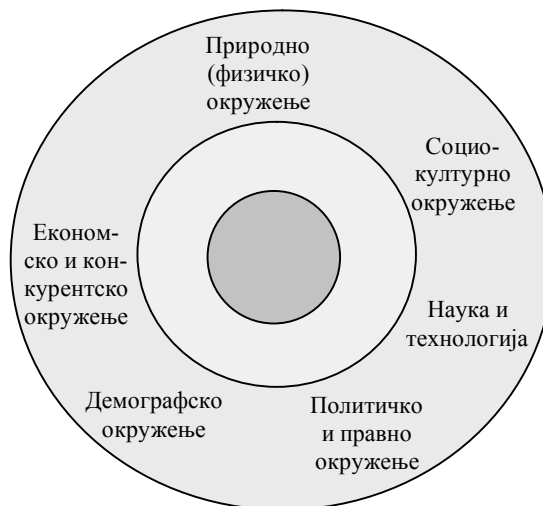 Природно
(физичко)
окружење
Социо-
културно
окружење
Економ-
ско и кон-
курентско
окружење
Наука и
технологија
Демографско
окружење
Политичко
и правно
окружење